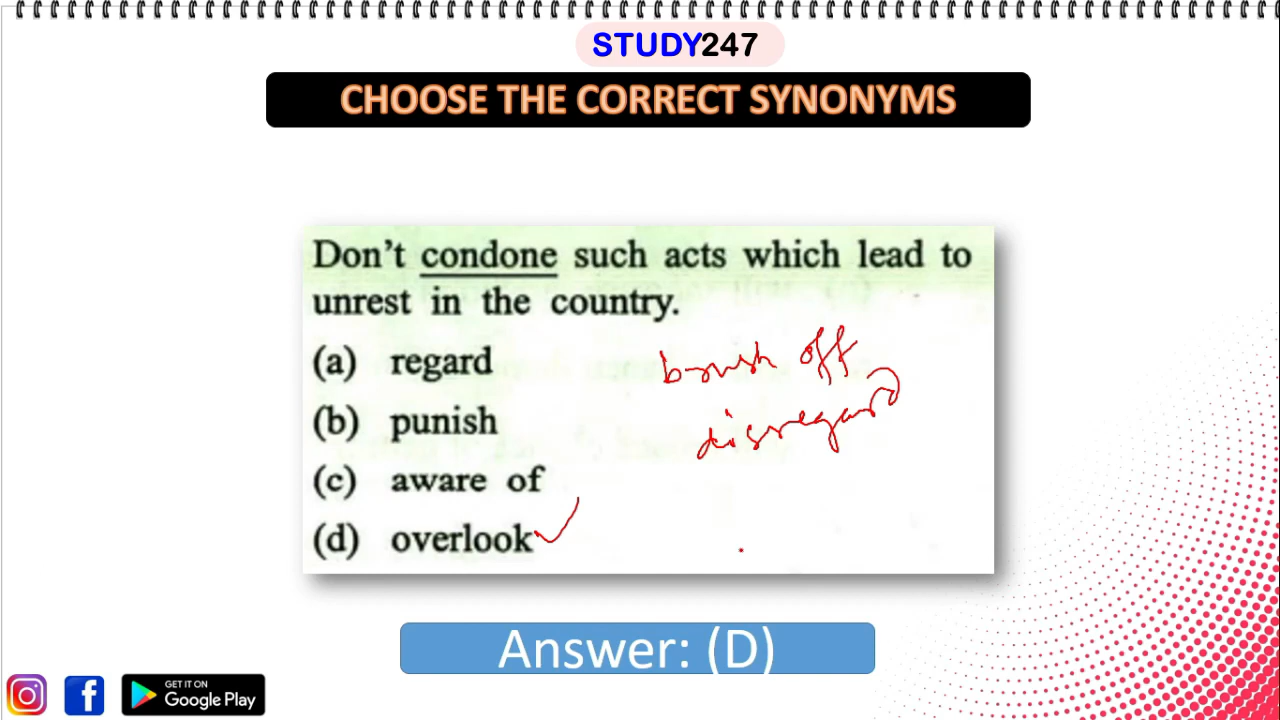 STUDY247
CHOOSE THE CORRECT SYNONYMS
Don't condone such acts which lead to
unrest in the country.
(a) regard
(b) punish
(c) aware of
(d) overlook
brush off
disregard
Answer: (D)
GET IT ON
Google Play